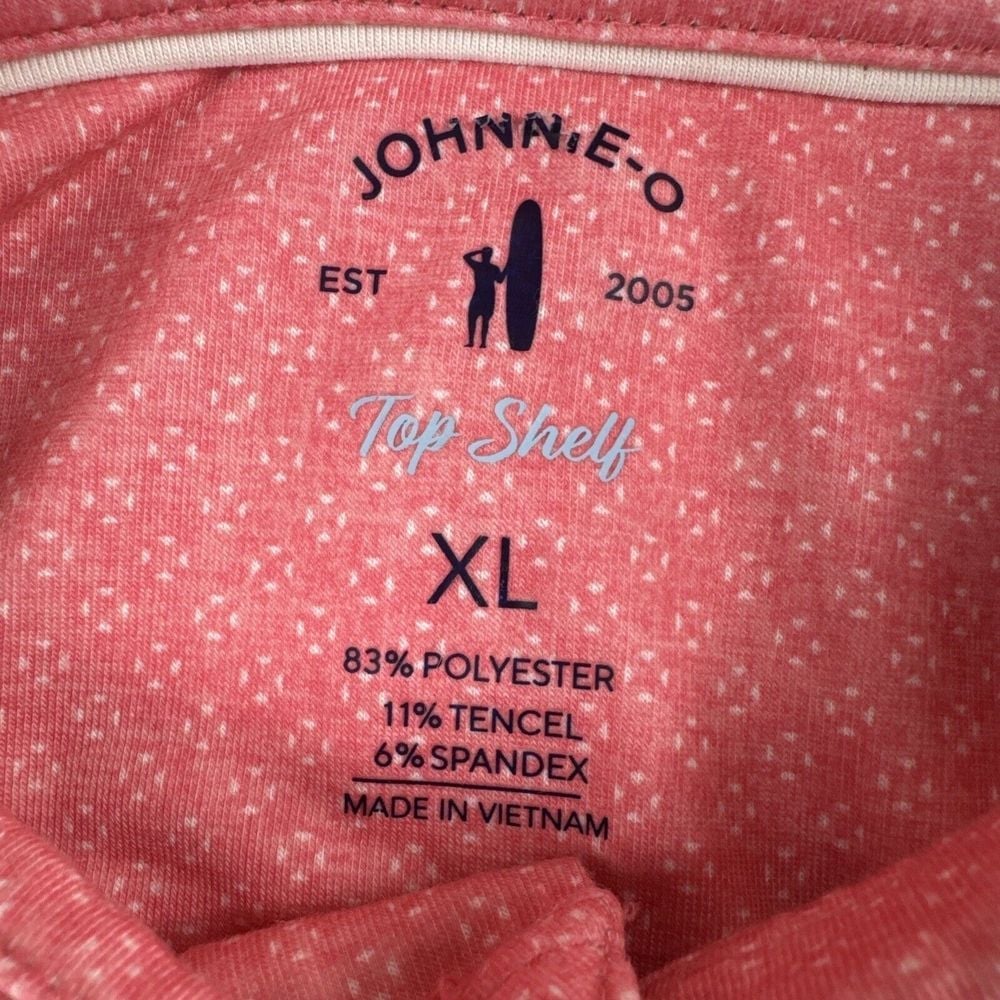 JOHNNIE-O
EST 2005
Top Shelf
XL
83% POLYESTER
11% TENCEL
6% SPANDEX
MADE IN VIETNAM